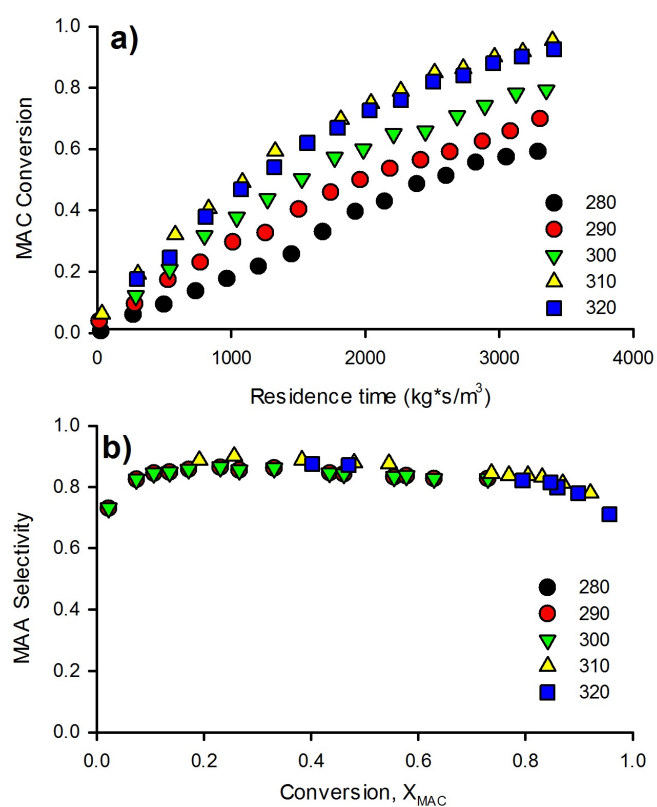 a)
1.0
0.8
0.6
0.4
0.2
0.0
MAC Conversion
280
290
300
310
320
0 1000 2000 3000 4000
Residence time (kg*s/m³)
b)
1.0
0.8
0.6
0.4
0.2
0.0
MAA Selectivity
280
290
300
310
320
0.0 0.2 0.4 0.6 0.8 1.0
Conversion, X_MAC